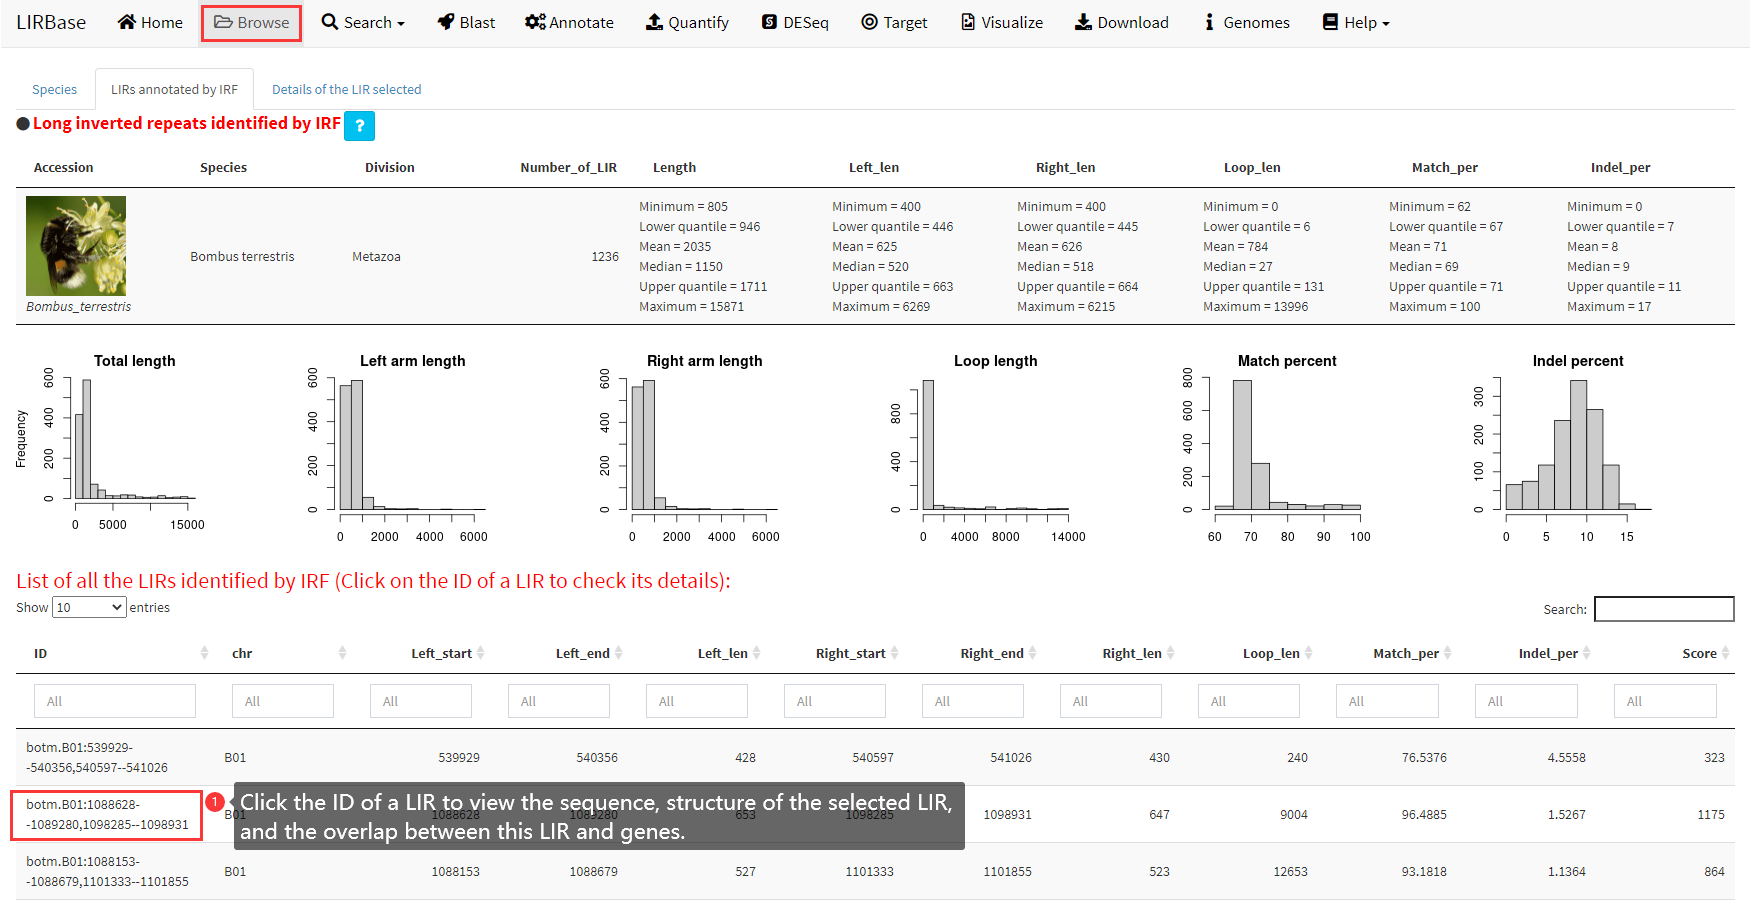 LIRBase Home Browse Search Blast Annotate Quantify DESeq Target Visualize Download Genomes Help
Species LIRs annotated by IRF Details of the LIR selected
Long inverted repeats identified by IRF ?
Accession Species Division Number_of_LIR Length Left_len Right_len Loop_len Match_per Indel_per
Minimum = 805 Minimum = 400 Minimum = 400 Minimum = 0 Minimum = 62 Minimum = 0
Lower quantile = 946 Lower quantile = 446 Lower quantile = 445 Lower quantile = 6 Lower quantile = 67 Lower quantile = 7
Mean = 2035 Mean = 625 Mean = 626 Mean = 784 Mean = 71 Mean = 8
Bombus terrestris Metazoa 1236
Median = 1150 Median = 520 Median = 518 Median = 27 Median = 69 Median = 9
Upper quantile = 1711 Upper quantile = 663 Upper quantile = 664 Upper quantile = 131 Upper quantile = 71 Upper quantile = 11
Bombus_terrestris Maximum = 15871 Maximum = 6269 Maximum = 6215 Maximum = 13996 Maximum = 100 Maximum = 17
Total length
Frequency
600
400
200
0
0 5000 15000
Left arm length
600
400
200
0
0 2000 4000 6000
Right arm length
600
400
200
0
0 2000 4000 6000
Loop length
800
400
0
0 4000 8000 14000
Match percent
800
600
400
200
0
60 70 80 90 100
Indel percent
300
200
100
0
0 5 10 15
List of all the LIRs identified by IRF (Click on the ID of a LIR to check its details):
Show 10 entries Search:
ID chr Left_start Left_end Left_len Right_start Right_end Right_len Loop_len Match_per Indel_per Score
All All All All All All All All All All All All
botm.B01:539929-
-540356,540597--541026 B01 539929 540356 428 540597 541026 430 240 76.5376 4.5558 323
botm.B01:1088628-
-1089280,1098285--1098931 B01 1088628 1089280 653 1098285 1098931 647 9004 96.4885 1.5267 1175
1 Click the ID of a LIR to view the sequence, structure of the selected LIR,
and the overlap between this LIR and genes.
botm.B01:1088153-
-1088679,1101333--1101855 B01 1088153 1088679 527 1101333 1101855 523 12653 93.1818 1.1364 864